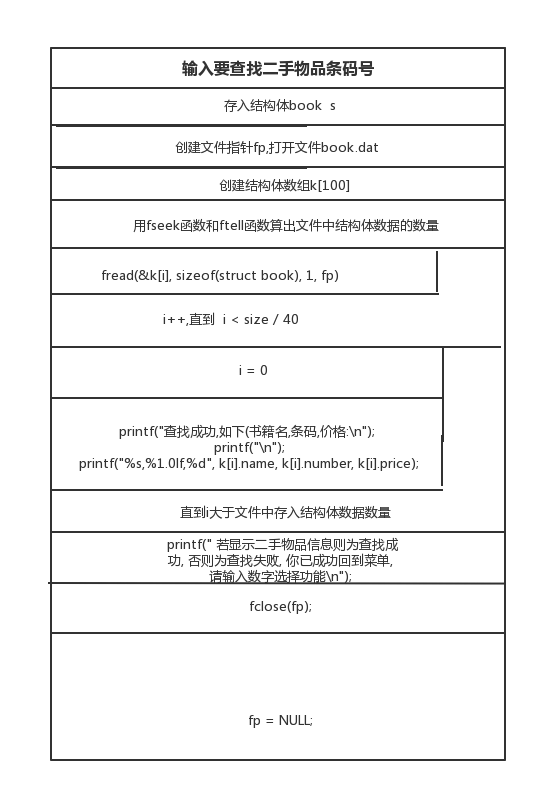 输入要查找二手物品条码号
存入结构体book  s
创建文件指针fp,打开文件book.dat
创建结构体数组k[100]
用fseek函数和ftell函数算出文件中结构体数据的数量
fread(&k[i], sizeof(struct book), 1, fp)
i++,直到  i < size / 40
i = 0
printf("查找成功,如下(书籍名,条码,价格:\n");
printf("\n");
printf("%s,%1.0lf,%d", k[i].name, k[i].number, k[i].price);
直到i大于文件中存入结构体数据数量
printf(" 若显示二手物品信息则为查找成
功, 否则为查找失败, 你已成功回到菜单,
请输入数字选择功能\n");
fclose(fp);
fp = NULL;